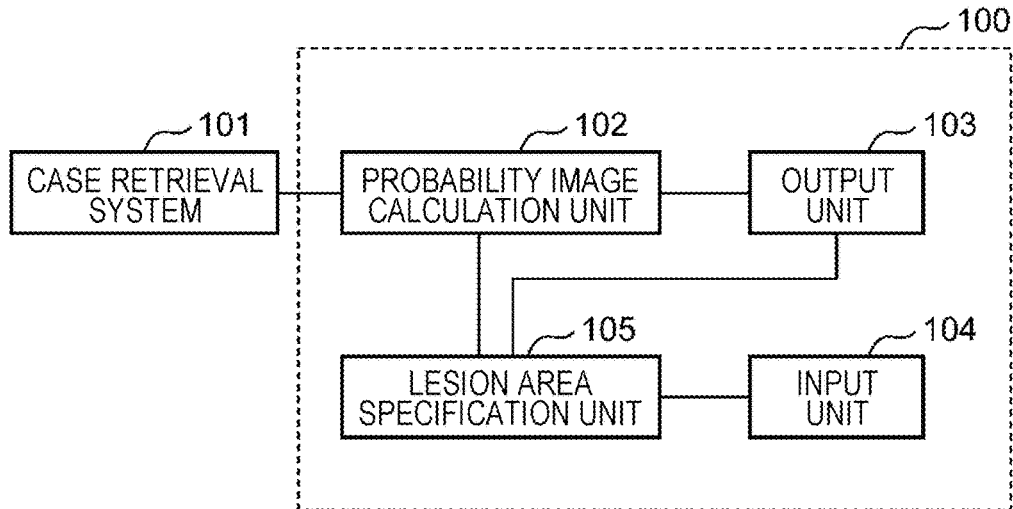 100
101
CASE RETRIEVAL
SYSTEM
102
PROBABILITY IMAGE
CALCULATION UNIT
103
OUTPUT
UNIT
105
LESION AREA
SPECIFICATION UNIT
104
INPUT
UNIT